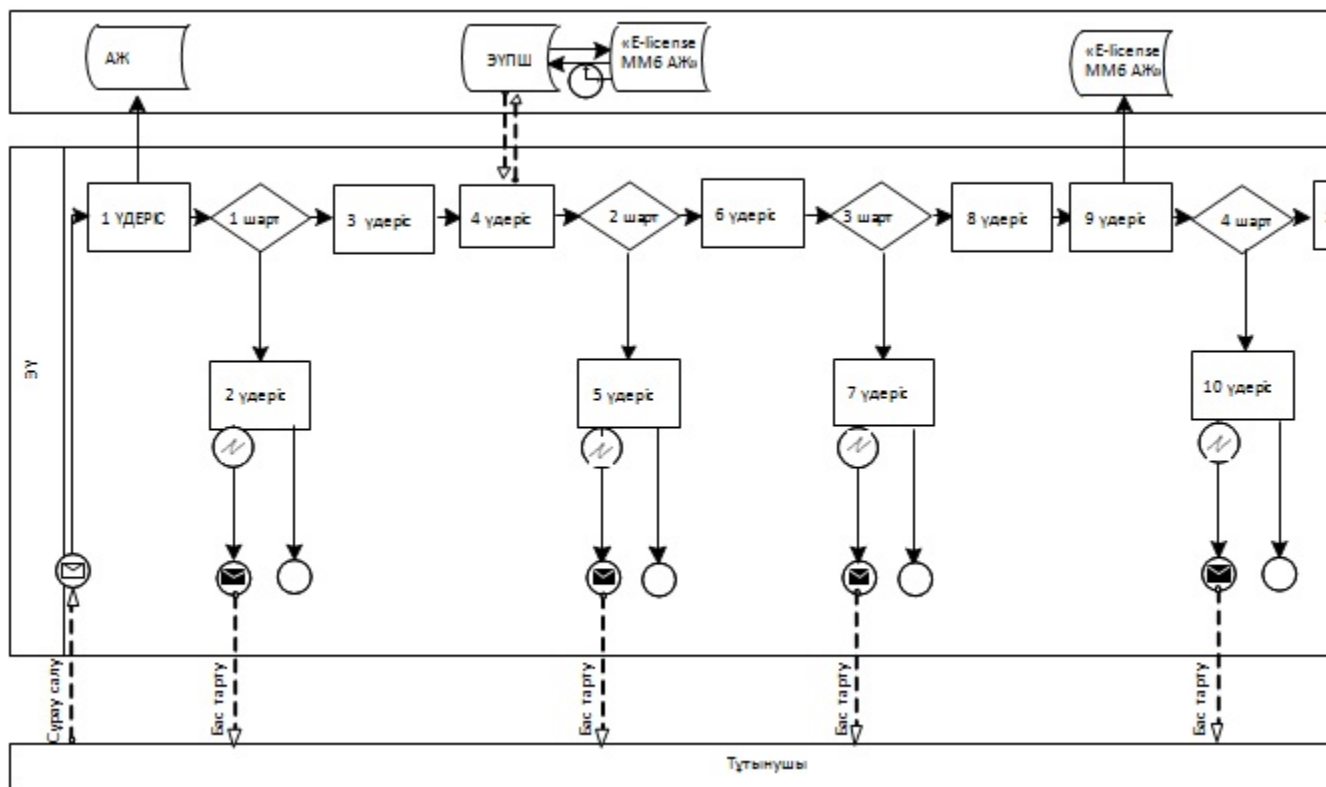 АЖ
ЭҮПШ
«E-license
ММб АЖ»
«E-license
ММб АЖ»
1 ҮДЕРІС
1 шарт
3 үдеріс
4 үдеріс
2 шарт
6 үдеріс
3 шарт
8 үдеріс
9 үдеріс
4 шарт
ЭҮ
2 үдеріс
5 үдеріс
7 үдеріс
10 үдеріс
Сұрау салу
Бас тарту
Бас тарту
Бас тарту
Бас тарту
Тұтынушы